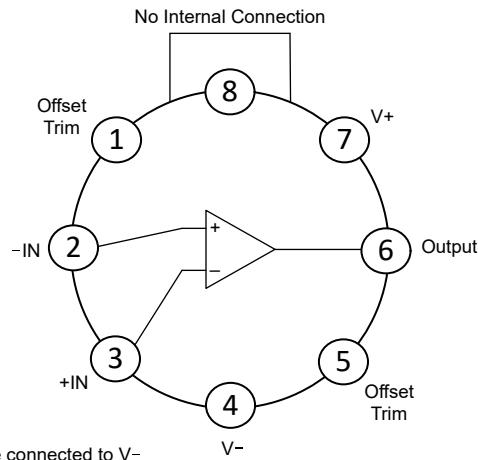 No Internal Connection
8
Offset
Trim
1
7
V+
−IN
2
+
−
6
Output
3
+IN
5
Offset
Trim
4
V−
connected to V−